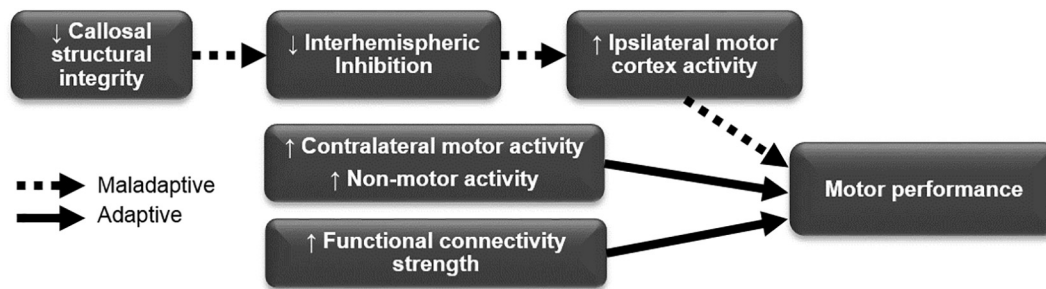 ↓ Callosal
structural
integrity
↓ Interhemispheric
Inhibition
↑ Ipsilateral motor
cortex activity
↑ Contralateral motor activity
↑ Non-motor activity
Motor performance
Maladaptive
Adaptive
↑ Functional connectivity
strength